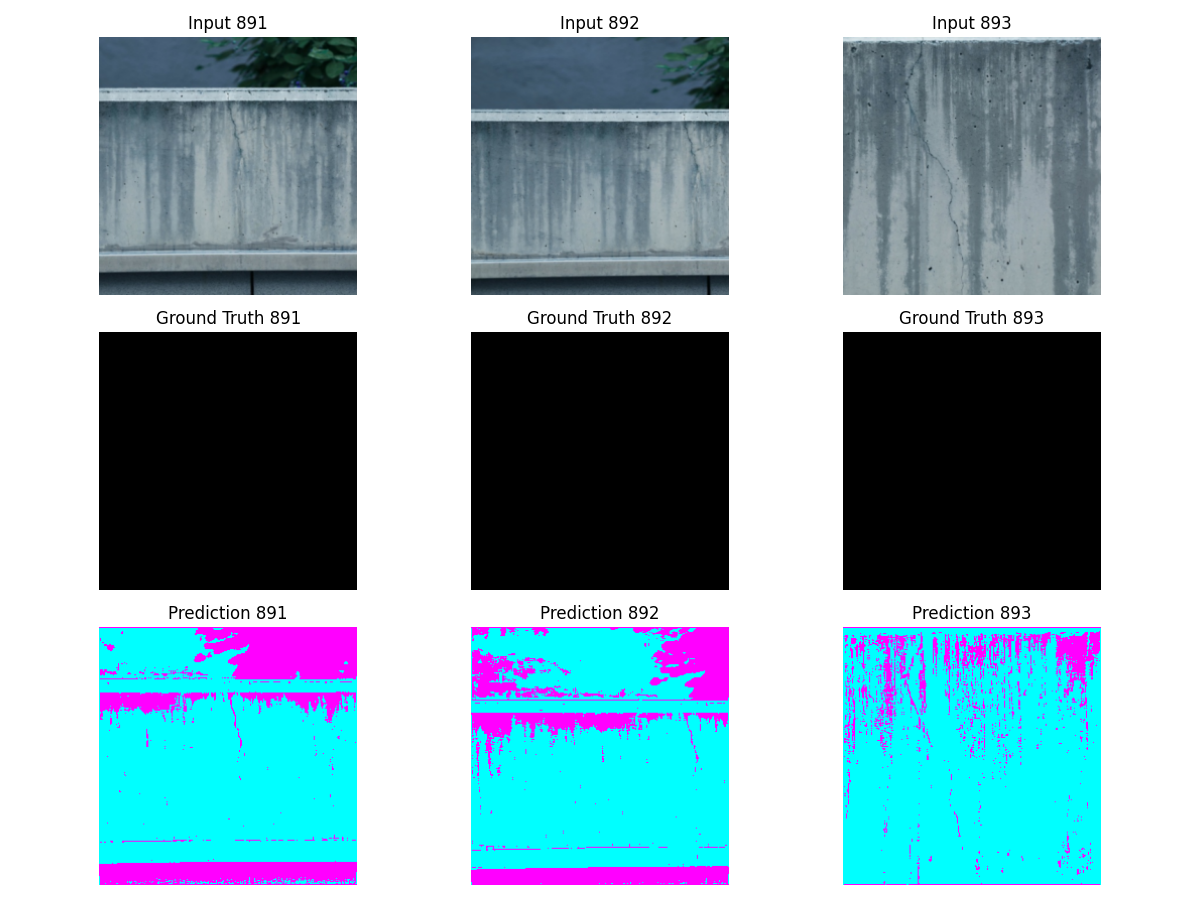 Input 891
Input 892
Input 893
Ground Truth 891
Ground Truth 892
Ground Truth 893
Prediction 891
Prediction 892
Prediction 893